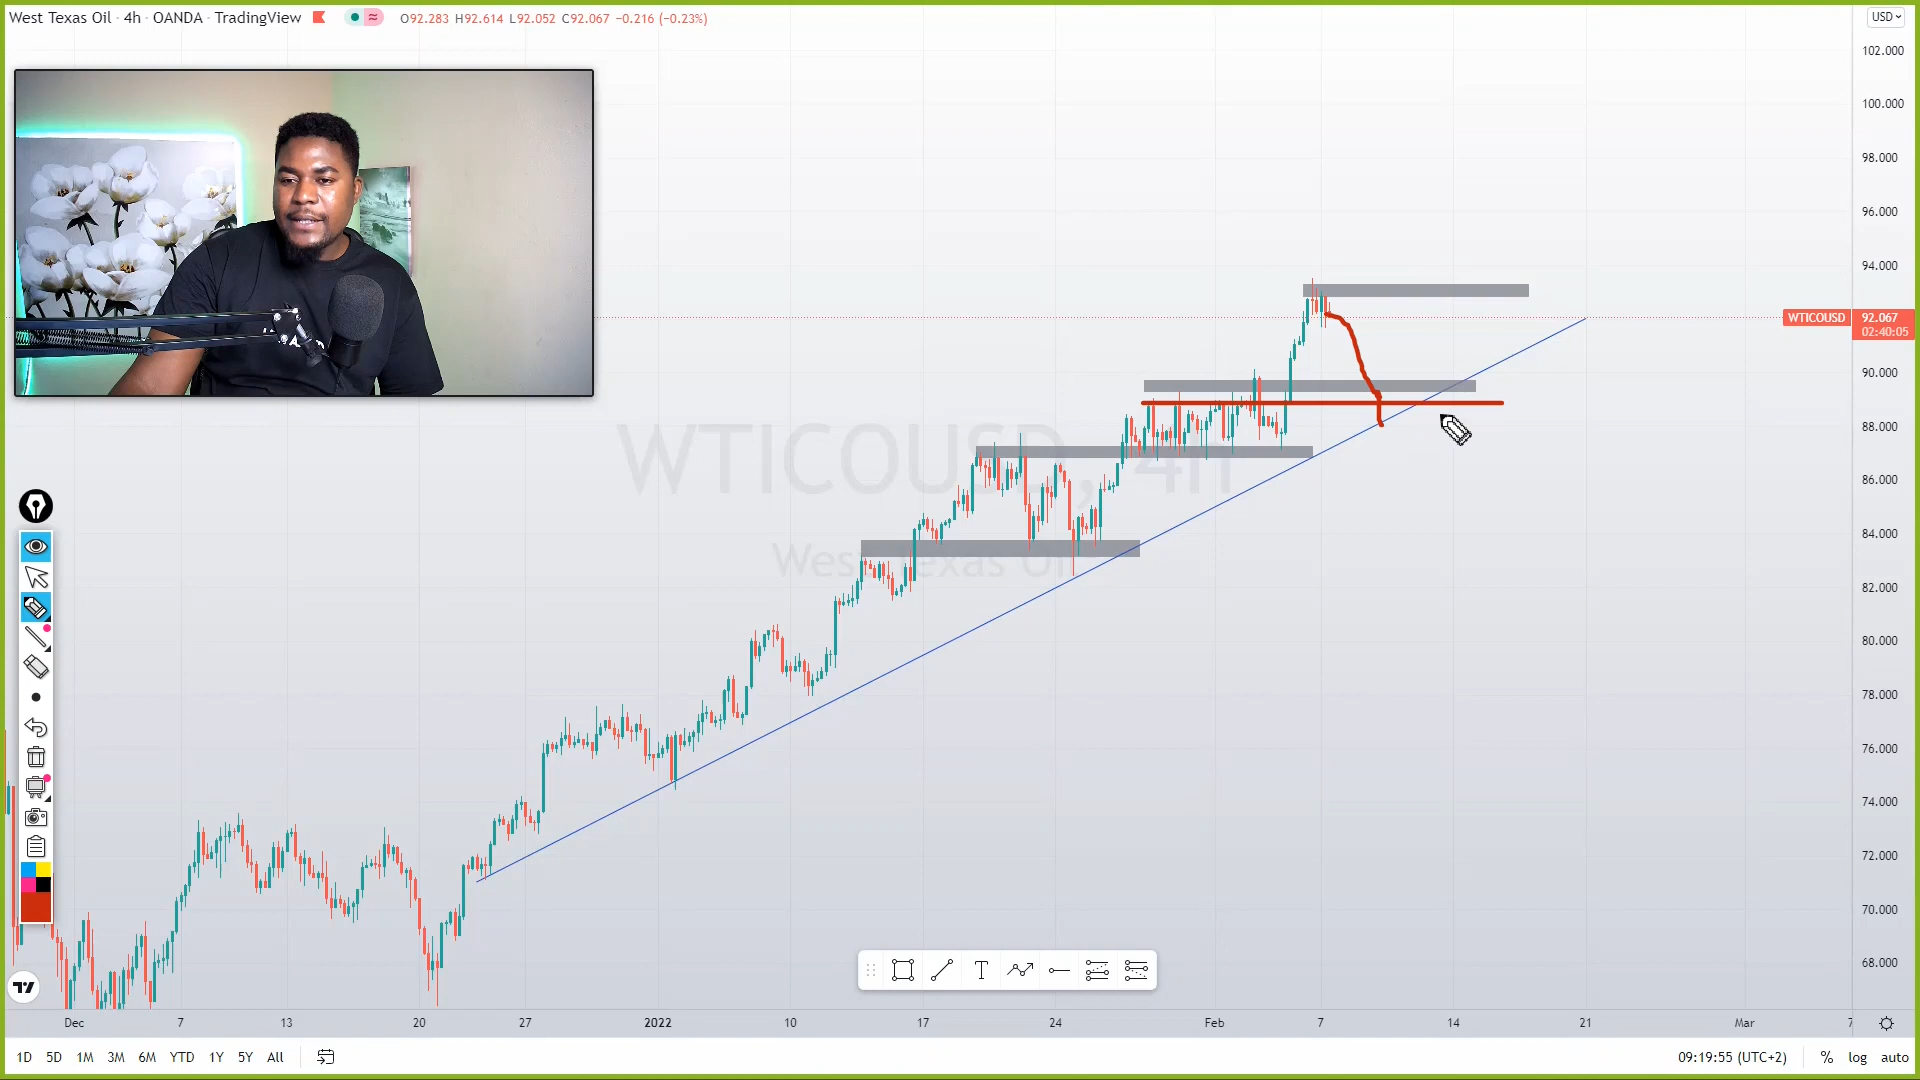 West Texas Oil · 4h · OANDA · TradingView O92.283 H92.614 L92.052 C92.067 −0.216 (−0.23%)
USD
102.000
100.000
98.000
96.000
94.000
WTICOUSD 92.067
02:40:05
90.000
88.000
WTICOUSD, 4h
86.000
84.000
West Texas Oil
82.000
80.000
78.000
76.000
74.000
72.000
70.000
68.000
Dec 7 13 20 27 2022 10 17 24 Feb 7 14 21 Mar 7
1D 5D 1M 3M 6M YTD 1Y 5Y All 09:19:55 (UTC+2) % log auto